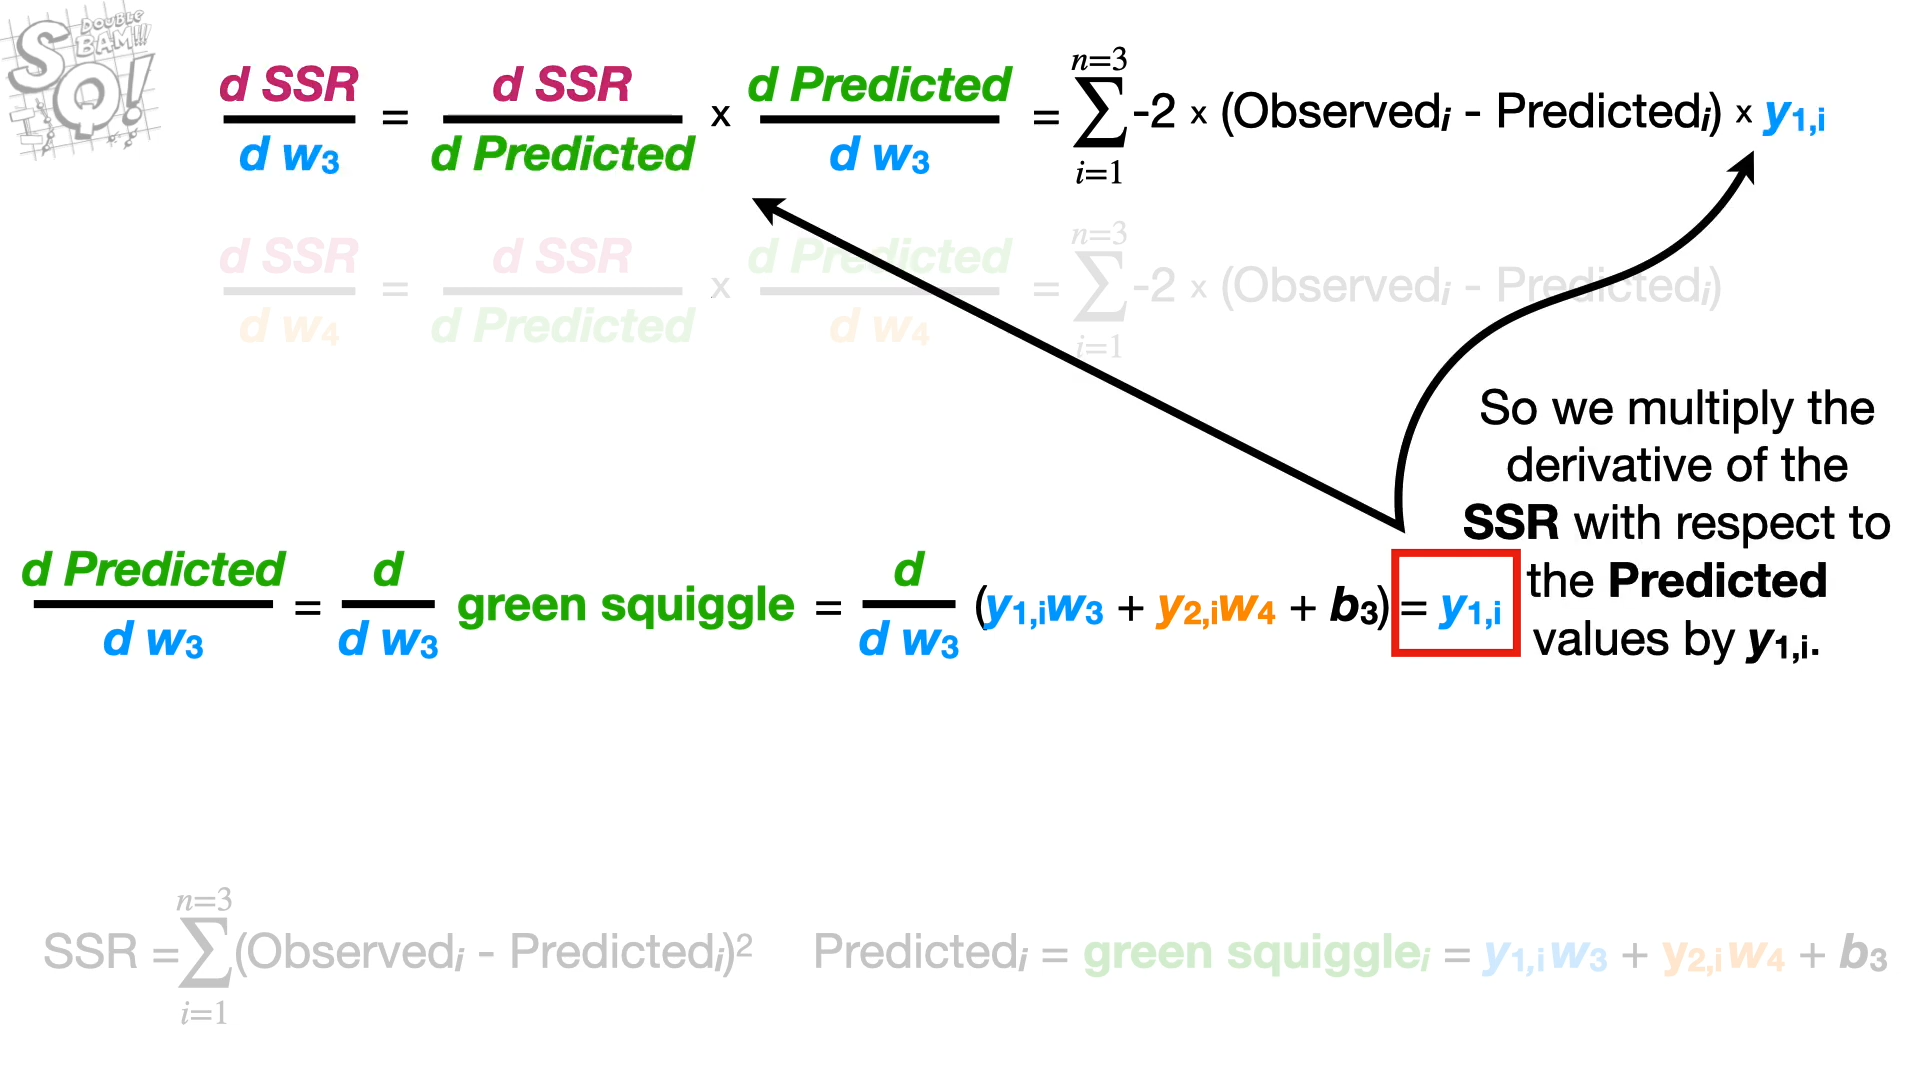 DOUBLE
BAM!!!
SQ!
d SSR / d w₃ = d SSR / d Predicted x d Predicted / d w₃ = ∑ n=3 i=1 -2 × (Observedᵢ - Predictedᵢ) × y₁,ᵢ
d SSR / d w₄ = d SSR / d Predicted x d Predicted / d w₄ = ∑ n=3 i=1 -2 × (Observedᵢ - Predictedᵢ)
So we multiply the
derivative of the
SSR with respect to
the Predicted
values by y₁,ᵢ.
d Predicted / d w₃ = d / d w₃ green squiggle = d / d w₃ (y₁,ᵢw₃ + y₂,ᵢw₄ + b₃) = y₁,ᵢ
SSR = ∑ n=3 i=1 (Observedᵢ - Predictedᵢ)²
Predictedᵢ = green squiggleᵢ = y₁,ᵢw₃ + y₂,ᵢw₄ + b₃